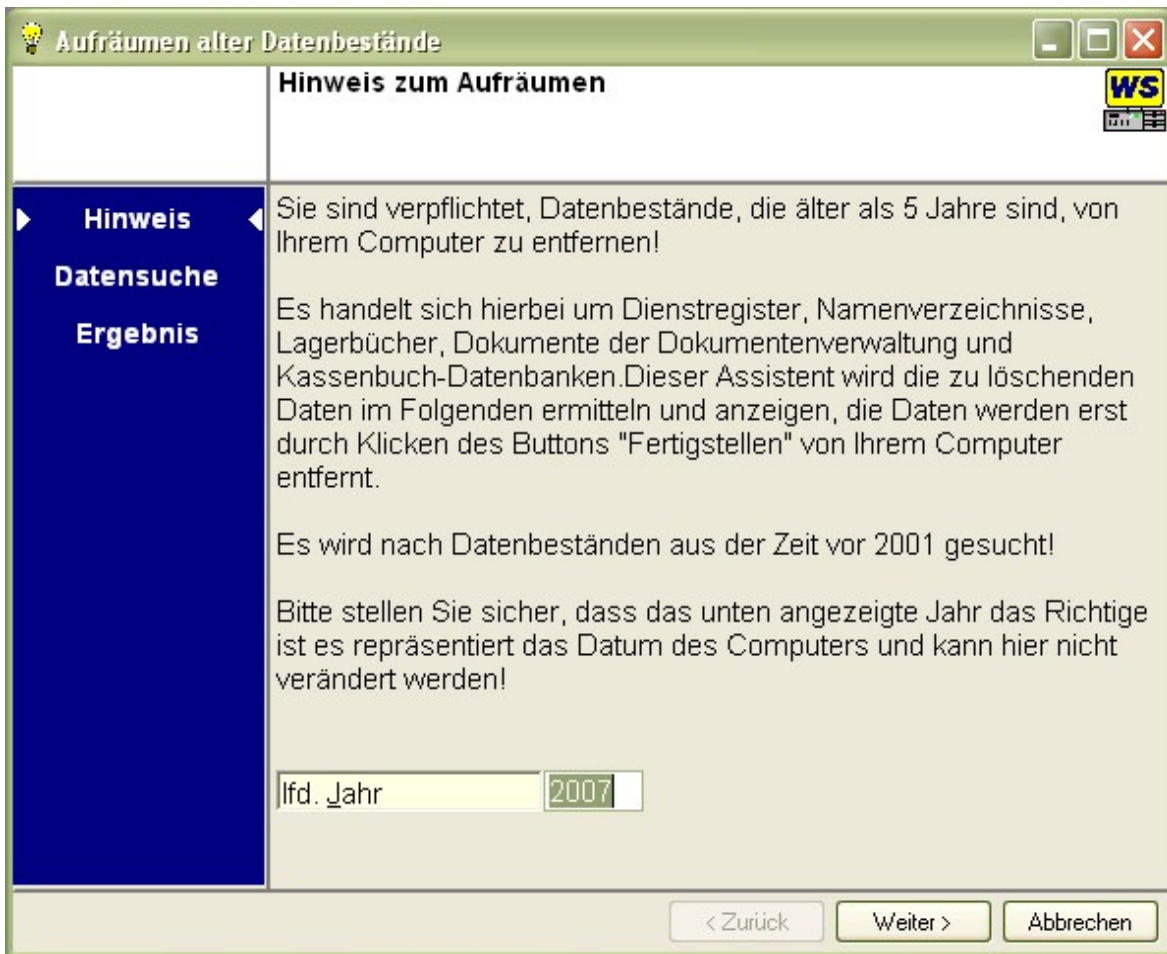 Aufräumen alter Datenbestände
Hinweis zum Aufräumen
WS
Hinweis
Datensuche
Ergebnis
Sie sind verpflichtet, Datenbestände, die älter als 5 Jahre sind, von
Ihrem Computer zu entfernen!
Es handelt sich hierbei um Dienstregister, Namenverzeichnisse,
Lagerbücher, Dokumente der Dokumentenverwaltung und
Kassenbuch-Datenbanken.Dieser Assistent wird die zu löschenden
Daten im Folgenden ermitteln und anzeigen, die Daten werden erst
durch Klicken des Buttons "Fertigstellen" von Ihrem Computer
entfernt.
Es wird nach Datenbeständen aus der Zeit vor 2001 gesucht!
Bitte stellen Sie sicher, dass das unten angezeigte Jahr das Richtige
ist es repräsentiert das Datum des Computers und kann hier nicht
verändert werden!
lfd. Jahr 2007
< Zurück Weiter > Abbrechen